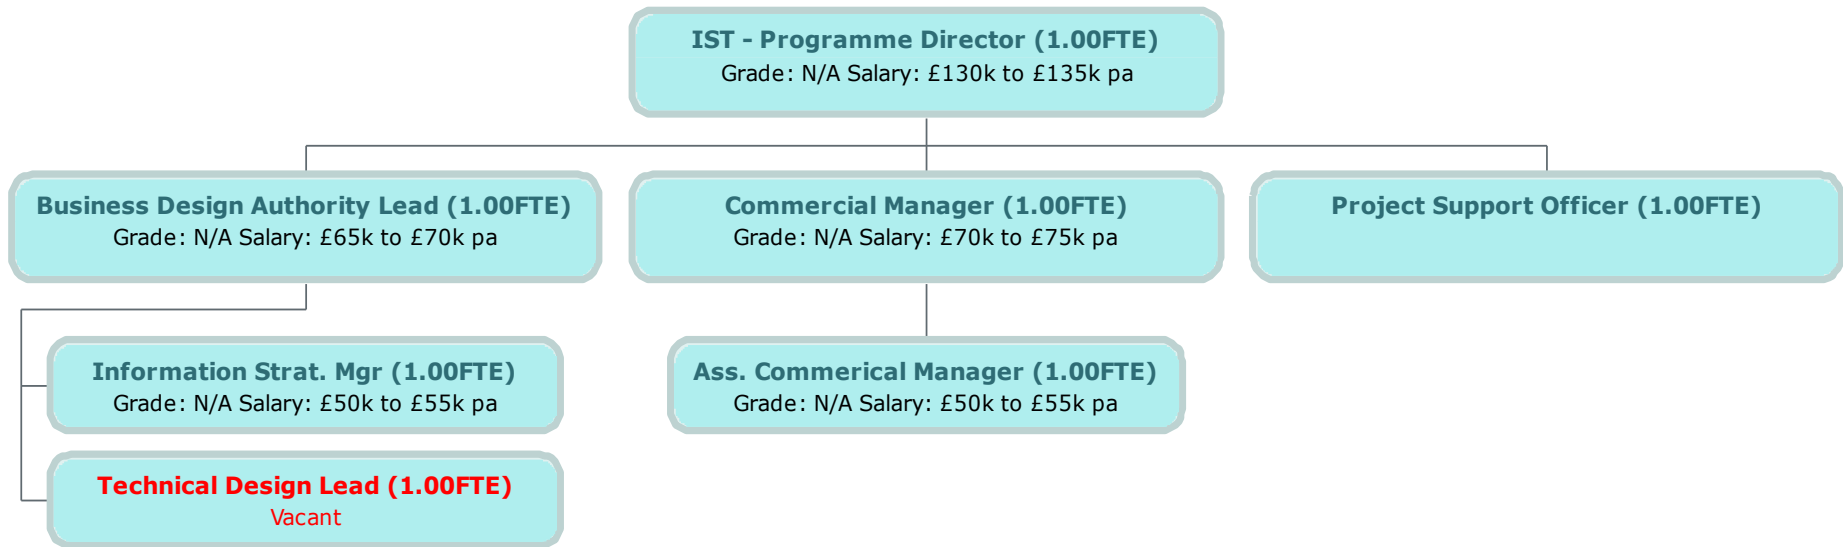 IST - Programme Director (1.00FTE)
Grade: N/A Salary: £130k to £135k pa
Business Design Authority Lead (1.00FTE)
Grade: N/A Salary: £65k to £70k pa
Commercial Manager (1.00FTE)
Grade: N/A Salary: £70k to £75k pa
Project Support Officer (1.00FTE)
Information Strat. Mgr (1.00FTE)
Grade: N/A Salary: £50k to £55k pa
Ass. Commerical Manager (1.00FTE)
Grade: N/A Salary: £50k to £55k pa
Technical Design Lead (1.00FTE)
Vacant